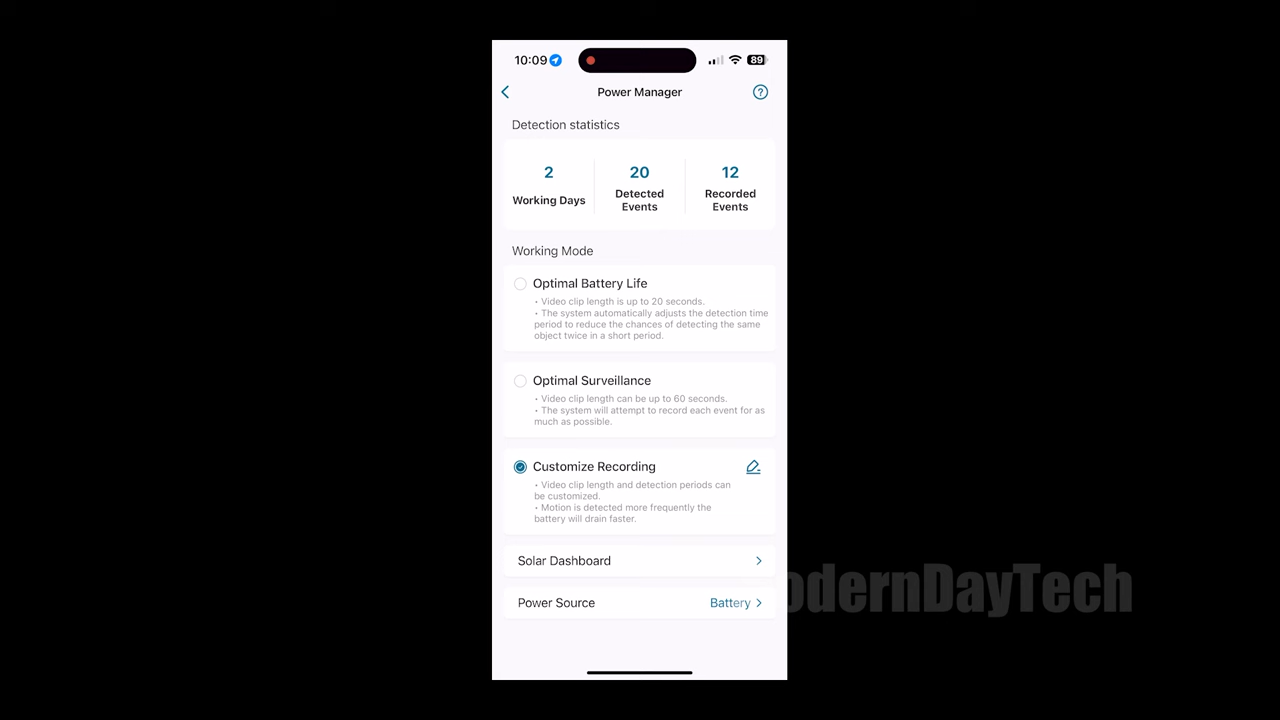 10:09
89
Power Manager
Detection statistics
2
20
12
Working Days
Detected
Events
Recorded
Events
Working Mode
Optimal Battery Life
• Video clip length is up to 20 seconds.
• The system automatically adjusts the detection time
period to reduce the chances of detecting the same
object twice in a short period.
Optimal Surveillance
• Video clip length can be up to 60 seconds.
• The system will attempt to record each event for as
much as possible.
Customize Recording
• Video clip length and detection periods can
be customized.
• Motion is detected more frequently the
battery will drain faster.
Solar Dashboard
Power Source
Battery
odernDayTech